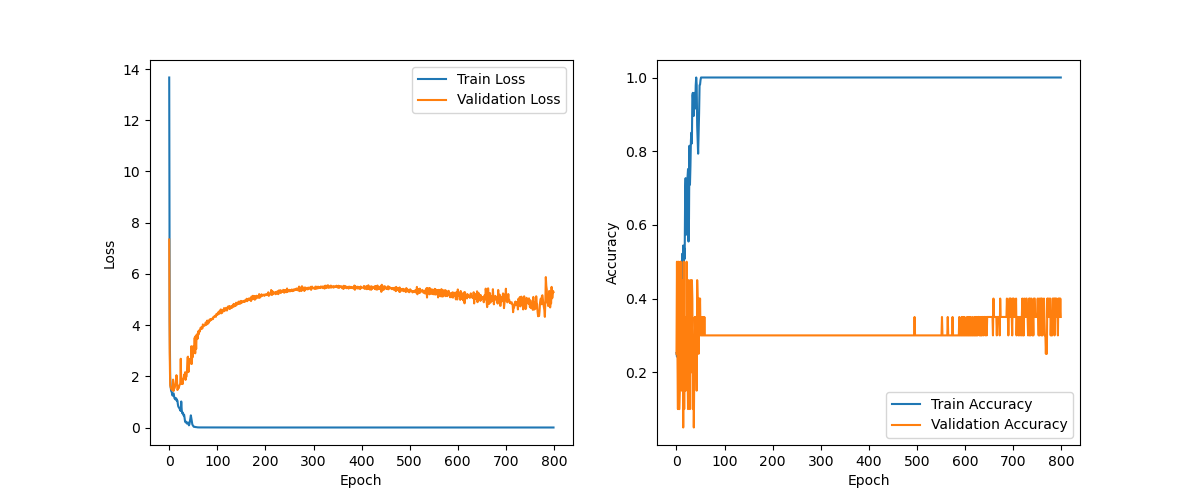 14
12
10
8
6
4
2
0
Loss
0 100 200 300 400 500 600 700 800
Epoch
Train Loss
Validation Loss
1.0
0.8
0.6
0.4
0.2
Accuracy
0 100 200 300 400 500 600 700 800
Epoch
Train Accuracy
Validation Accuracy